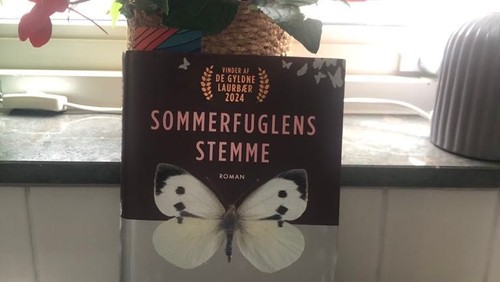 VINDER AF
DE GYLDNE
LAURBÆR
2024
SOMMERFUGLENS
STEMME
ROMAN